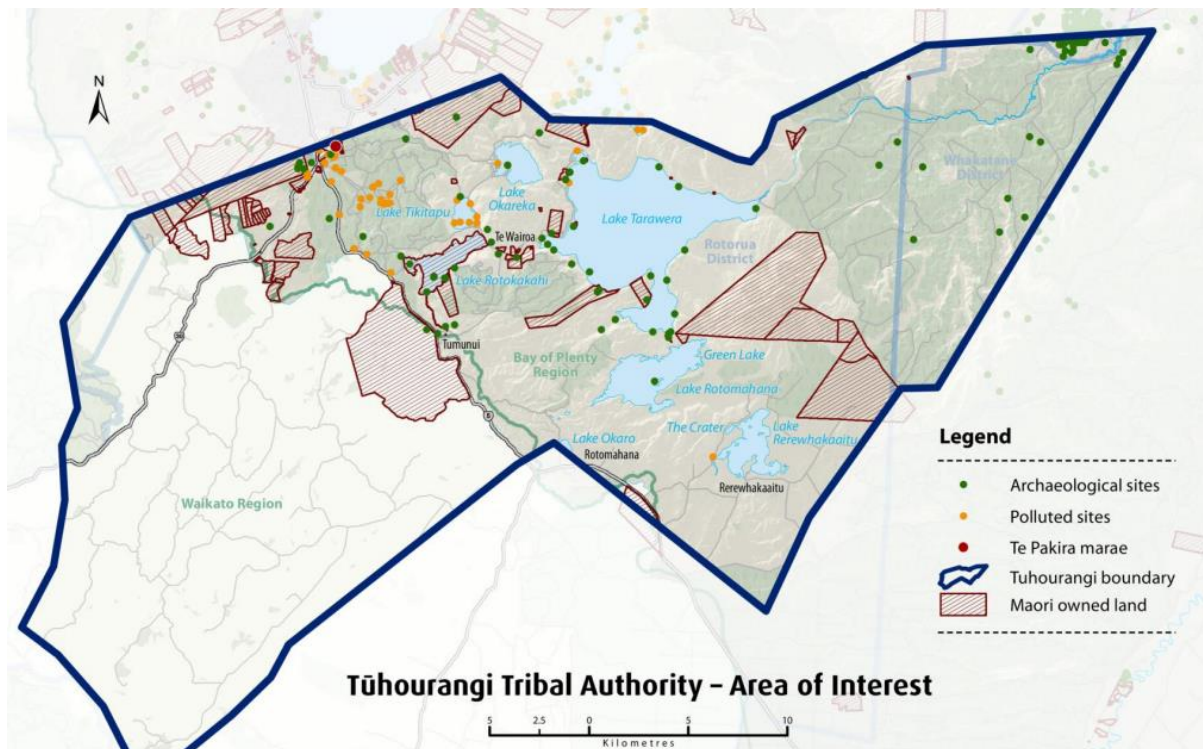 N
Whakatane
District
Lake
Okareka
Lake Tikitapu
Lake Tarawera
Te Wairoa
Rotorua
District
Lake Rotokakahi
Tumunui
Bay of Plenty
Region
Green Lake
Lake Rotomahana
The Crater
Lake
Rerewhakaaitu
Lake Okaro
Rotomahana
Rerewhakaaitu
Waikato Region
Legend
Archaeological sites
Polluted sites
Te Pakira marae
Tuhourangi boundary
Maori owned land
Tūhourangi Tribal Authority – Area of Interest
5 2.5 0 5 10
Kilometres